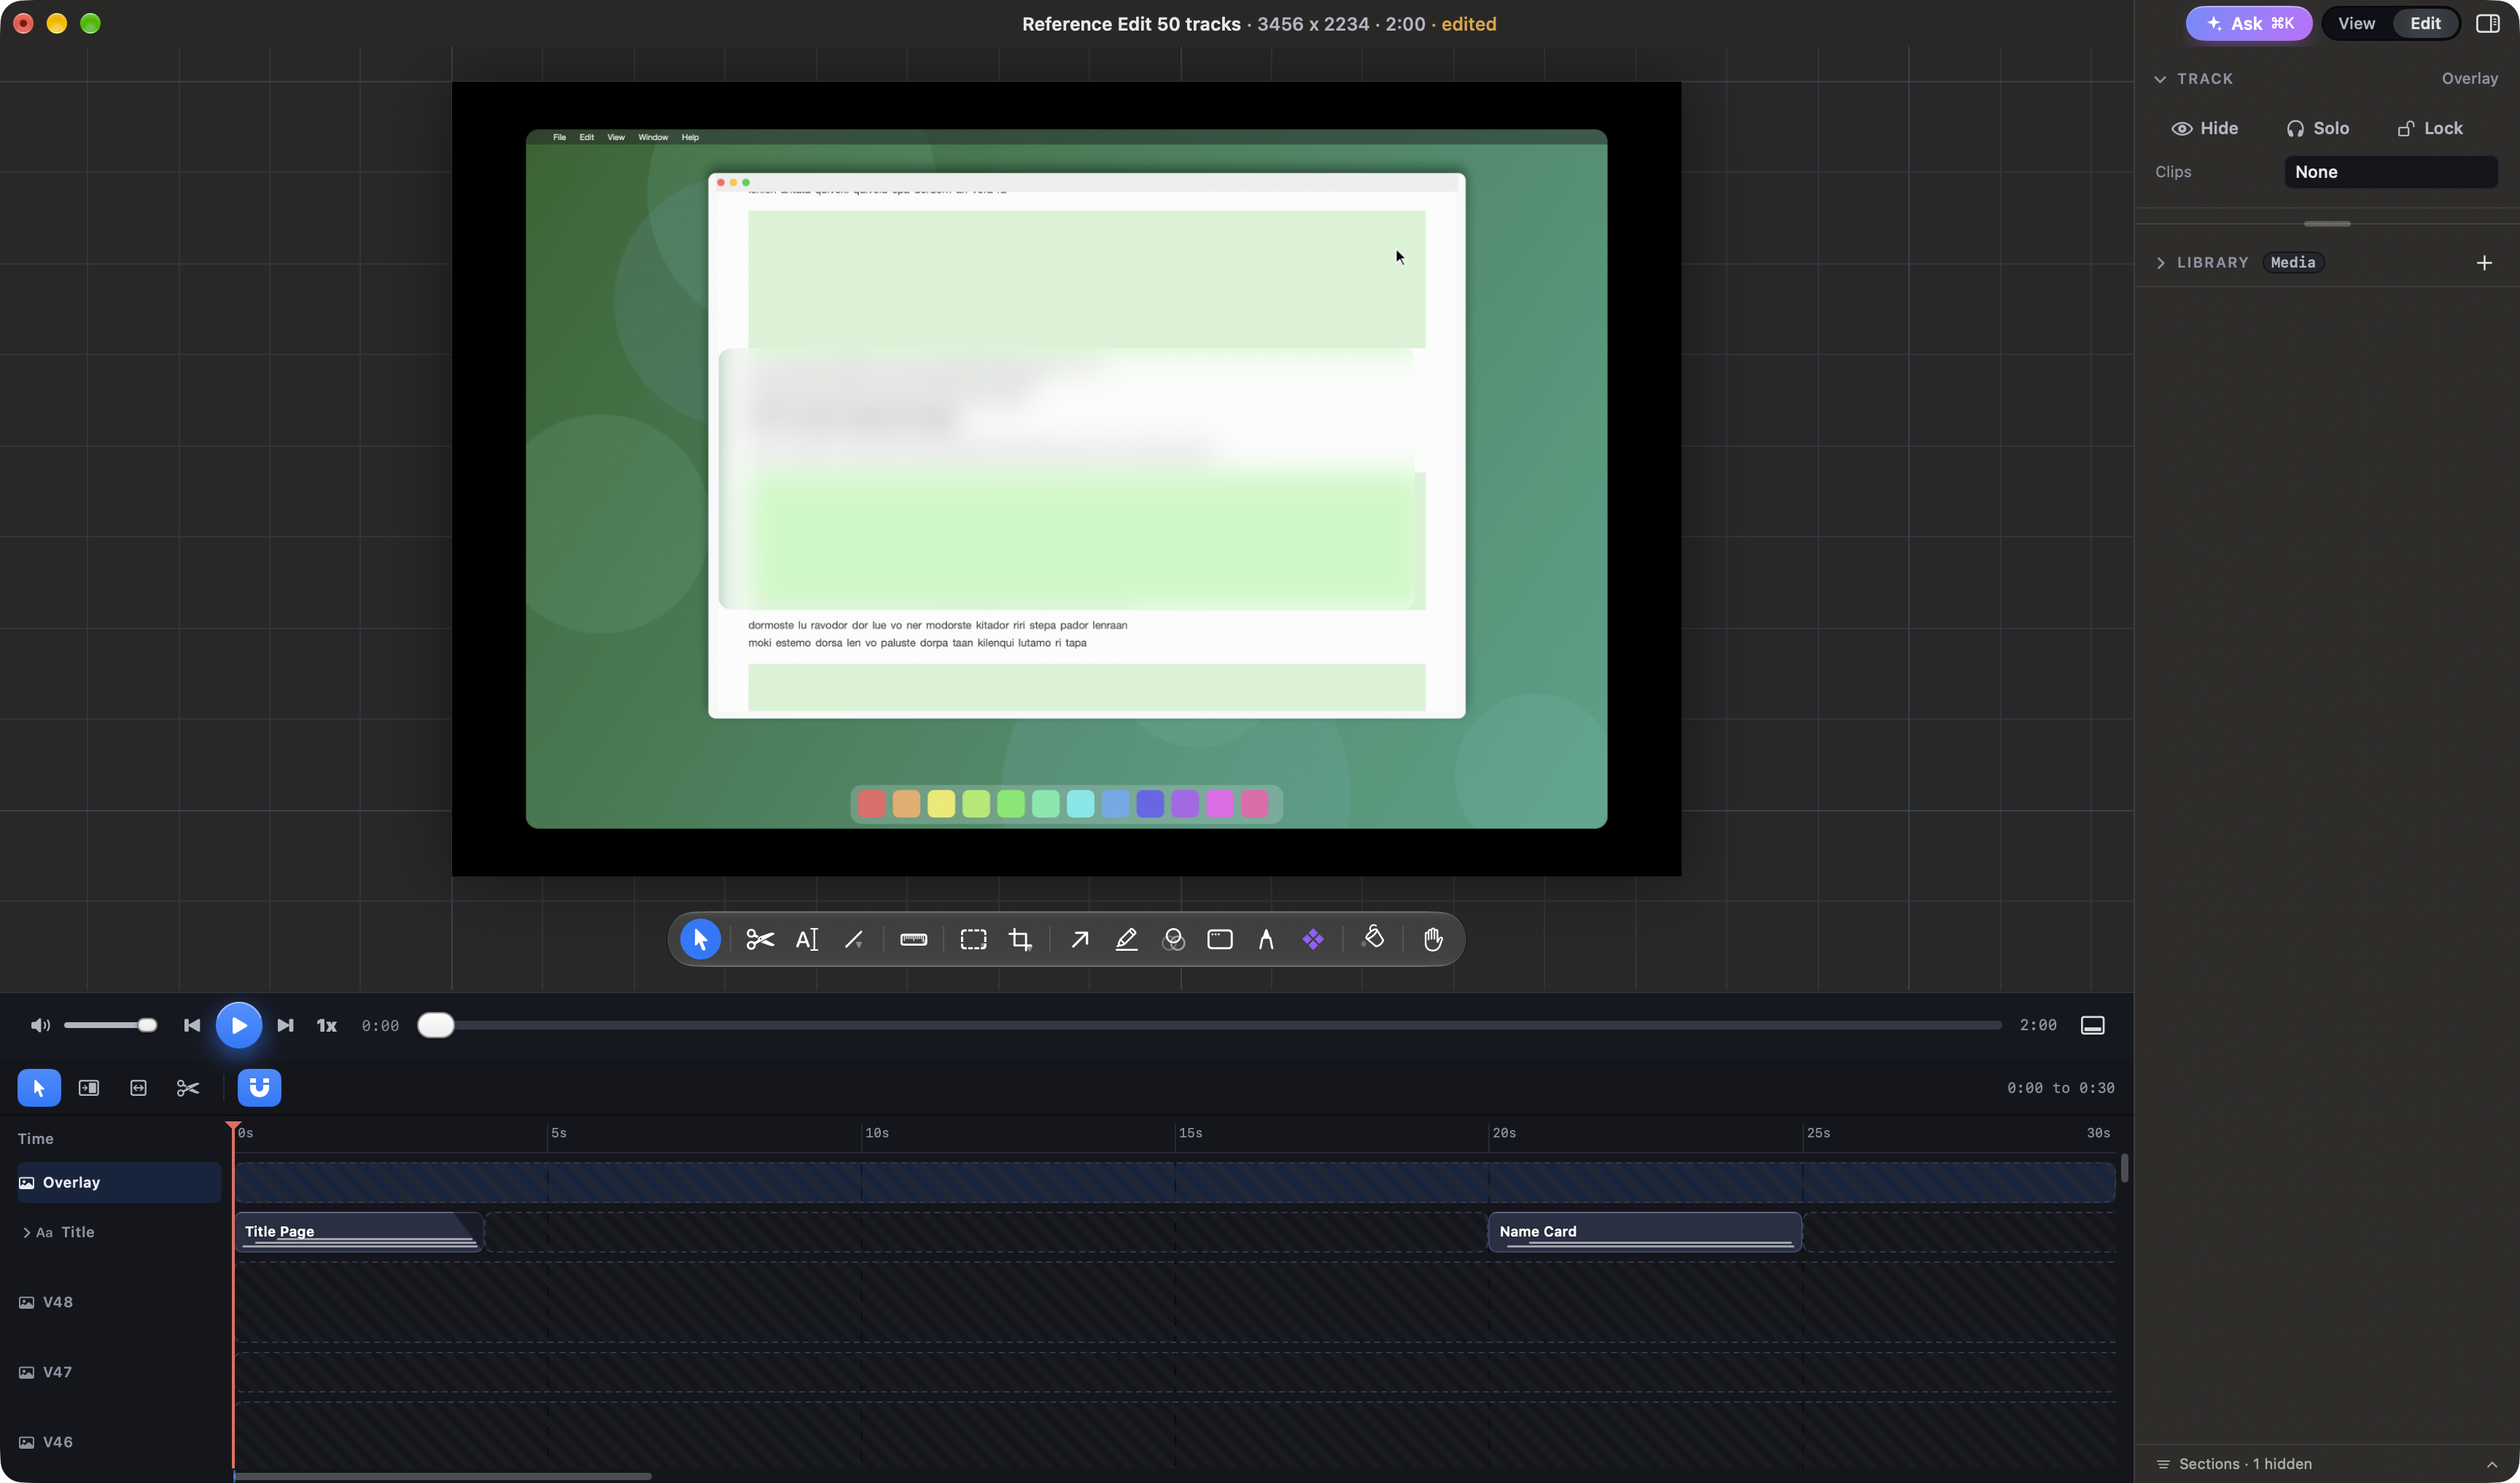 Reference Edit 50 tracks · 3456 x 2234 · 2:00 · edited
Ask ⌘K
View
Edit
TRACK
Overlay
Hide
Solo
Lock
Clips
None
LIBRARY
Media
File Edit View Window Help
dormoste lu ravodor dor lue vo ner modorste kitador riri stepa pador lenraan
moki estemo dorsa len vo paluste dorpa taan kilenqui lutamo ri tapa
1x
0:00
2:00
0:00 to 0:30
Time
0s
5s
10s
15s
20s
25s
30s
Overlay
Aa Title
Title Page
Name Card
V48
V47
V46
Sections · 1 hidden